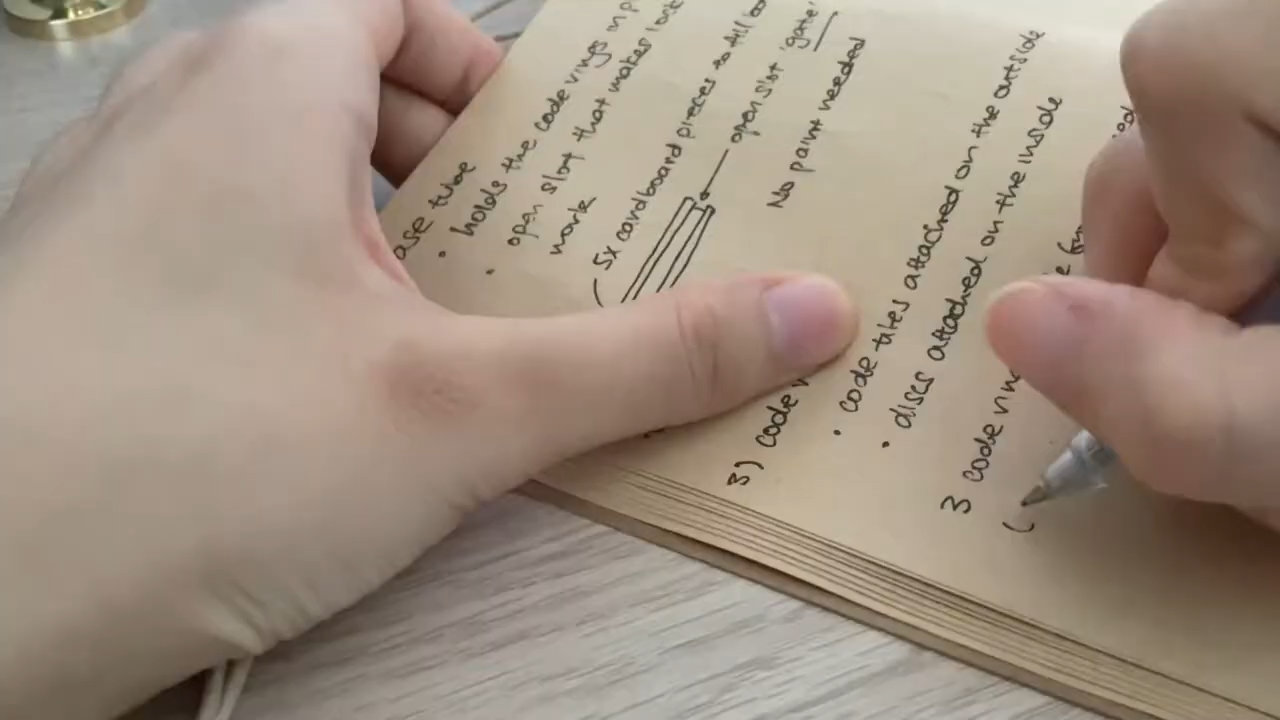 ase tube
• holds the code rings in p
• open slot that makes lock
work
(5x cardboard pieces to fill bo
open slot 'gate'
No paint needed
3) code r
• code tiles attached on the outside
• discs attached on the inside
3 code rin
(